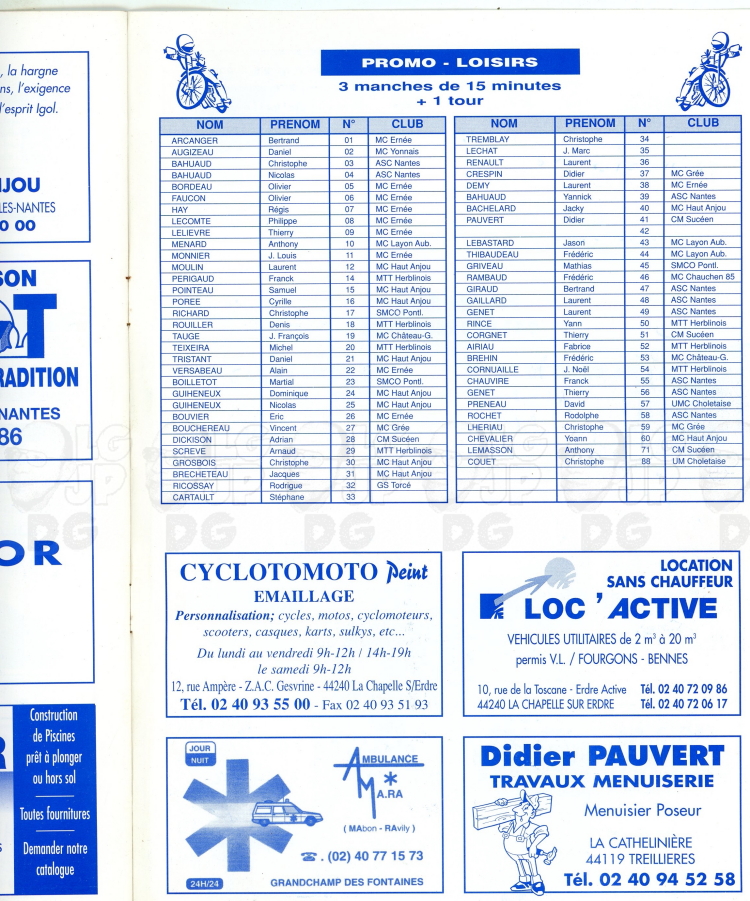 , la hargne
ns, l'exigence
l'esprit Igol.
JOU
LES-NANTES
0 00
SON
OT
RADITION
NANTES
86
OR
R
Construction
de Piscines
prêt à plonger
ou hors sol
Toutes fournitures
Demander notre
catalogue
PROMO - LOISIRS
3 manches de 15 minutes
+ 1 tour
NOM PRENOM N° CLUB
ARCANGER Bertrand 01 MC Ernée
AUGIZEAU Daniel 02 MC Yonnais
BAHUAUD Christophe 03 ASC Nantes
BAHUAUD Nicolas 04 ASC Nantes
BORDEAU Olivier 05 MC Ernée
FAUCON Olivier 06 MC Ernée
HAY Régis 07 MC Ernée
LECOMTE Philippe 08 MC Ernée
LELIEVRE Thierry 09 MC Ernée
MENARD Anthony 10 MC Layon Aub.
MONNIER J. Louis 11 MC Ernée
MOULIN Laurent 12 MC Haut Anjou
PERIGAUD Franck 14 MTT Herblinois
POINTEAU Samuel 15 MC Haut Anjou
POREE Cyrille 16 MC Haut Anjou
RICHARD Christophe 17 SMCO Pontl.
ROUILLER Denis 18 MTT Herblinois
TAUGE J. François 19 MC Château-G.
TEIXEIRA Michel 20 MTT Herblinois
TRISTANT Daniel 21 MC Haut Anjou
VERSABEAU Alain 22 MC Ernée
BOILLETOT Martial 23 SMCO Pontl.
GUIHENEUX Dominique 24 MC Haut Anjou
GUIHENEUX Nicolas 25 MC Haut Anjou
BOUVIER Eric 26 MC Ernée
BOUCHEREAU Vincent 27 MC Grée
DICKISON Adrian 28 CM Sucéen
SCREVE Arnaud 29 MTT Herblinois
GROSBOIS Christophe 30 MC Haut Anjou
BRECHETEAU Jacques 31 MC Haut Anjou
RICOSSAY Rodrigue 32 GS Torcé
CARTAULT Stéphane 33
NOM PRENOM N° CLUB
TREMBLAY Christophe 34
LECHAT J. Marc 35
RENAULT Laurent 36
CRESPIN Didier 37 MC Grée
DEMY Laurent 38 MC Ernée
BAHUAUD Yannick 39 ASC Nantes
BACHELARD Jacky 40 MC Haut Anjou
PAUVERT Didier 41 CM Sucéen
42
LEBASTARD Jason 43 MC Layon Aub.
THIBAUDEAU Frédéric 44 MC Layon Aub.
GRIVEAU Mathias 45 SMCO Pontl.
RAMBAUD Frédéric 46 MC Chauchen 85
GIRAUD Bertrand 47 ASC Nantes
GAILLARD Laurent 48 ASC Nantes
GENET Laurent 49 ASC Nantes
RINCE Yann 50 MTT Herblinois
CORGNET Thierry 51 CM Sucéen
AIRIAU Fabrice 52 MTT Herblinois
BREHIN Frédéric 53 MC Château-G.
CORNUAILLE J. Noël 54 MTT Herblinois
CHAUVIRE Franck 55 ASC Nantes
GENET Thierry 56 ASC Nantes
PRENEAU David 57 UMC Choletaise
ROCHET Rodolphe 58 ASC Nantes
LHERIAU Christophe 59 MC Grée
CHEVALIER Yoann 60 MC Haut Anjou
LEMASSON Anthony 71 CM Sucéen
COUET Christophe 88 UM Choletaise
CYCLOTOMOTO Peint
EMAILLAGE
Personnalisation; cycles, motos, cyclomoteurs,
scooters, casques, karts, sulkys, etc...
Du lundi au vendredi 9h-12h / 14h-19h
le samedi 9h-12h
12, rue Ampère - Z.A.C. Gesvrine - 44240 La Chapelle S/Erdre
Tél. 02 40 93 55 00 - Fax 02 40 93 51 93
LOCATION
SANS CHAUFFEUR
LOC 'ACTIVE
VEHICULES UTILITAIRES de 2 m³ à 20 m³
permis V.L. / FOURGONS - BENNES
10, rue de la Toscane - Erdre Active Tél. 02 40 72 09 86
44240 LA CHAPELLE SUR ERDRE Tél. 02 40 72 06 17
JOUR
NUIT
AMBULANCE
MA.RA
( MAbon - RAvily )
☎. (02) 40 77 15 73
24H/24
GRANDCHAMP DES FONTAINES
Didier PAUVERT
TRAVAUX MENUISERIE
Menuisier Poseur
LA CATHELINIÈRE
44119 TREILLIERES
Tél. 02 40 94 52 58